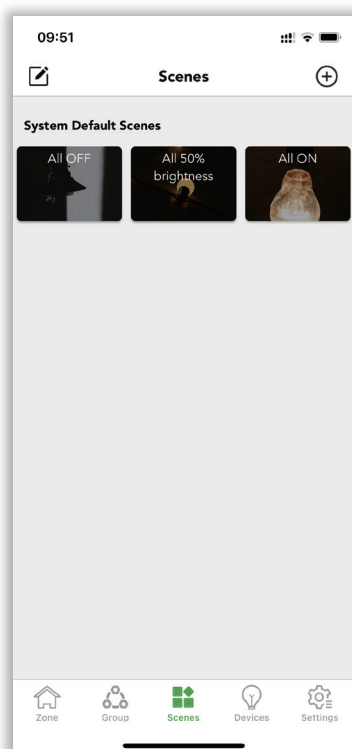 09:51
Scenes
System Default Scenes
All OFF
All 50%
brightness
All ON
Zone
Group
Scenes
Devices
Settings